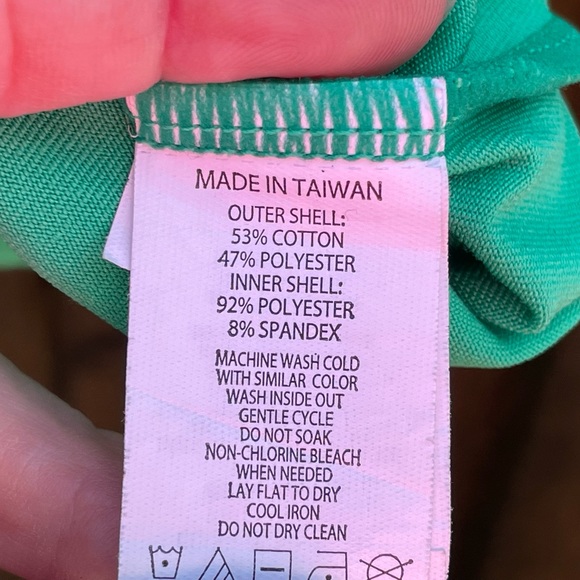 MADE IN TAIWAN
OUTER SHELL:
53% COTTON
47% POLYESTER
INNER SHELL:
92% POLYESTER
8% SPANDEX
MACHINE WASH COLD
WITH SIMILAR COLOR
WASH INSIDE OUT
GENTLE CYCLE
DO NOT SOAK
NON-CHLORINE BLEACH
WHEN NEEDED
LAY FLAT TO DRY
COOL IRON
DO NOT DRY CLEAN